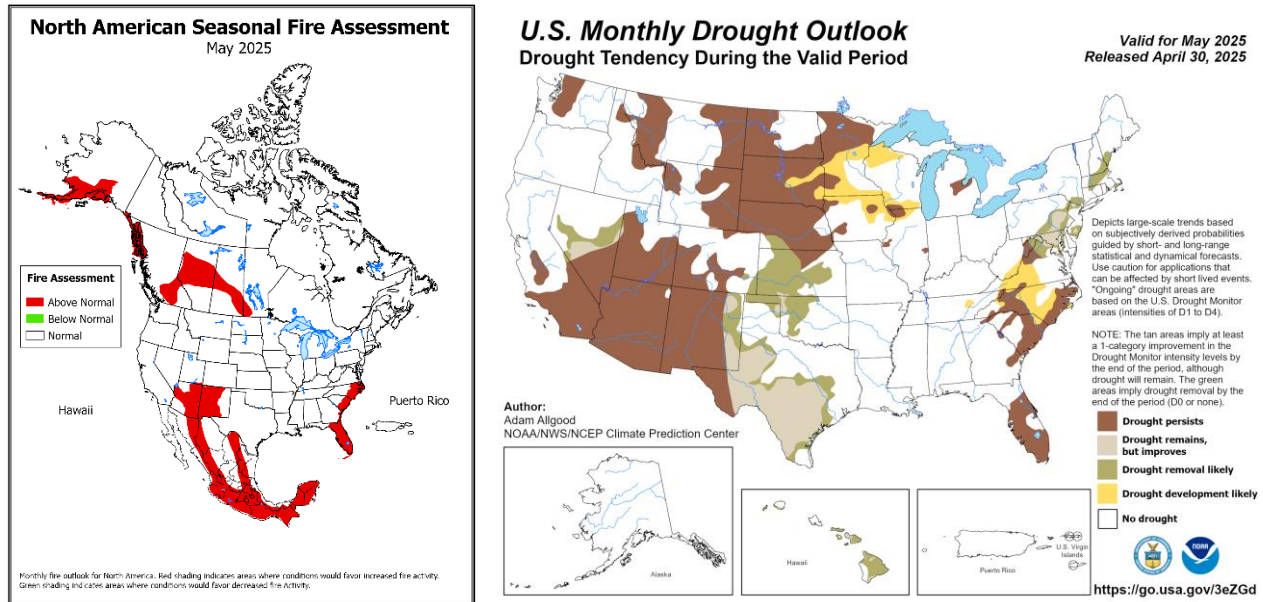 North American Seasonal Fire Assessment
May 2025
Fire Assessment
Above Normal
Below Normal
Normal
Hawaii
Puerto Rico
Monthly fire outlook for North America. Red shading indicates areas where conditions would favor increased fire activity.
Green shading indicates areas where conditions would favor decreased fire Activity.
U.S. Monthly Drought Outlook
Drought Tendency During the Valid Period
Valid for May 2025
Released April 30, 2025
Depicts large-scale trends based
on subjectively derived probabilities
guided by short- and long-range
statistical and dynamical forecasts.
Use caution for applications that
can be affected by short lived events.
"Ongoing" drought areas are
based on the U.S. Drought Monitor
areas (intensities of D1 to D4).
NOTE: The tan areas imply at least
a 1-category improvement in the
Drought Monitor intensity levels by
the end of the period, although
drought will remain. The green
areas imply drought removal by the
end of the period (D0 or none).
Author:
Adam Allgood
NOAA/NWS/NCEP Climate Prediction Center
Drought persists
Drought remains,
but improves
Drought removal likely
Drought development likely
No drought
Alaska
Hawaii
Puerto Rico
U.S. Virgin
Islands
NOAA
https://go.usa.gov/3eZGd